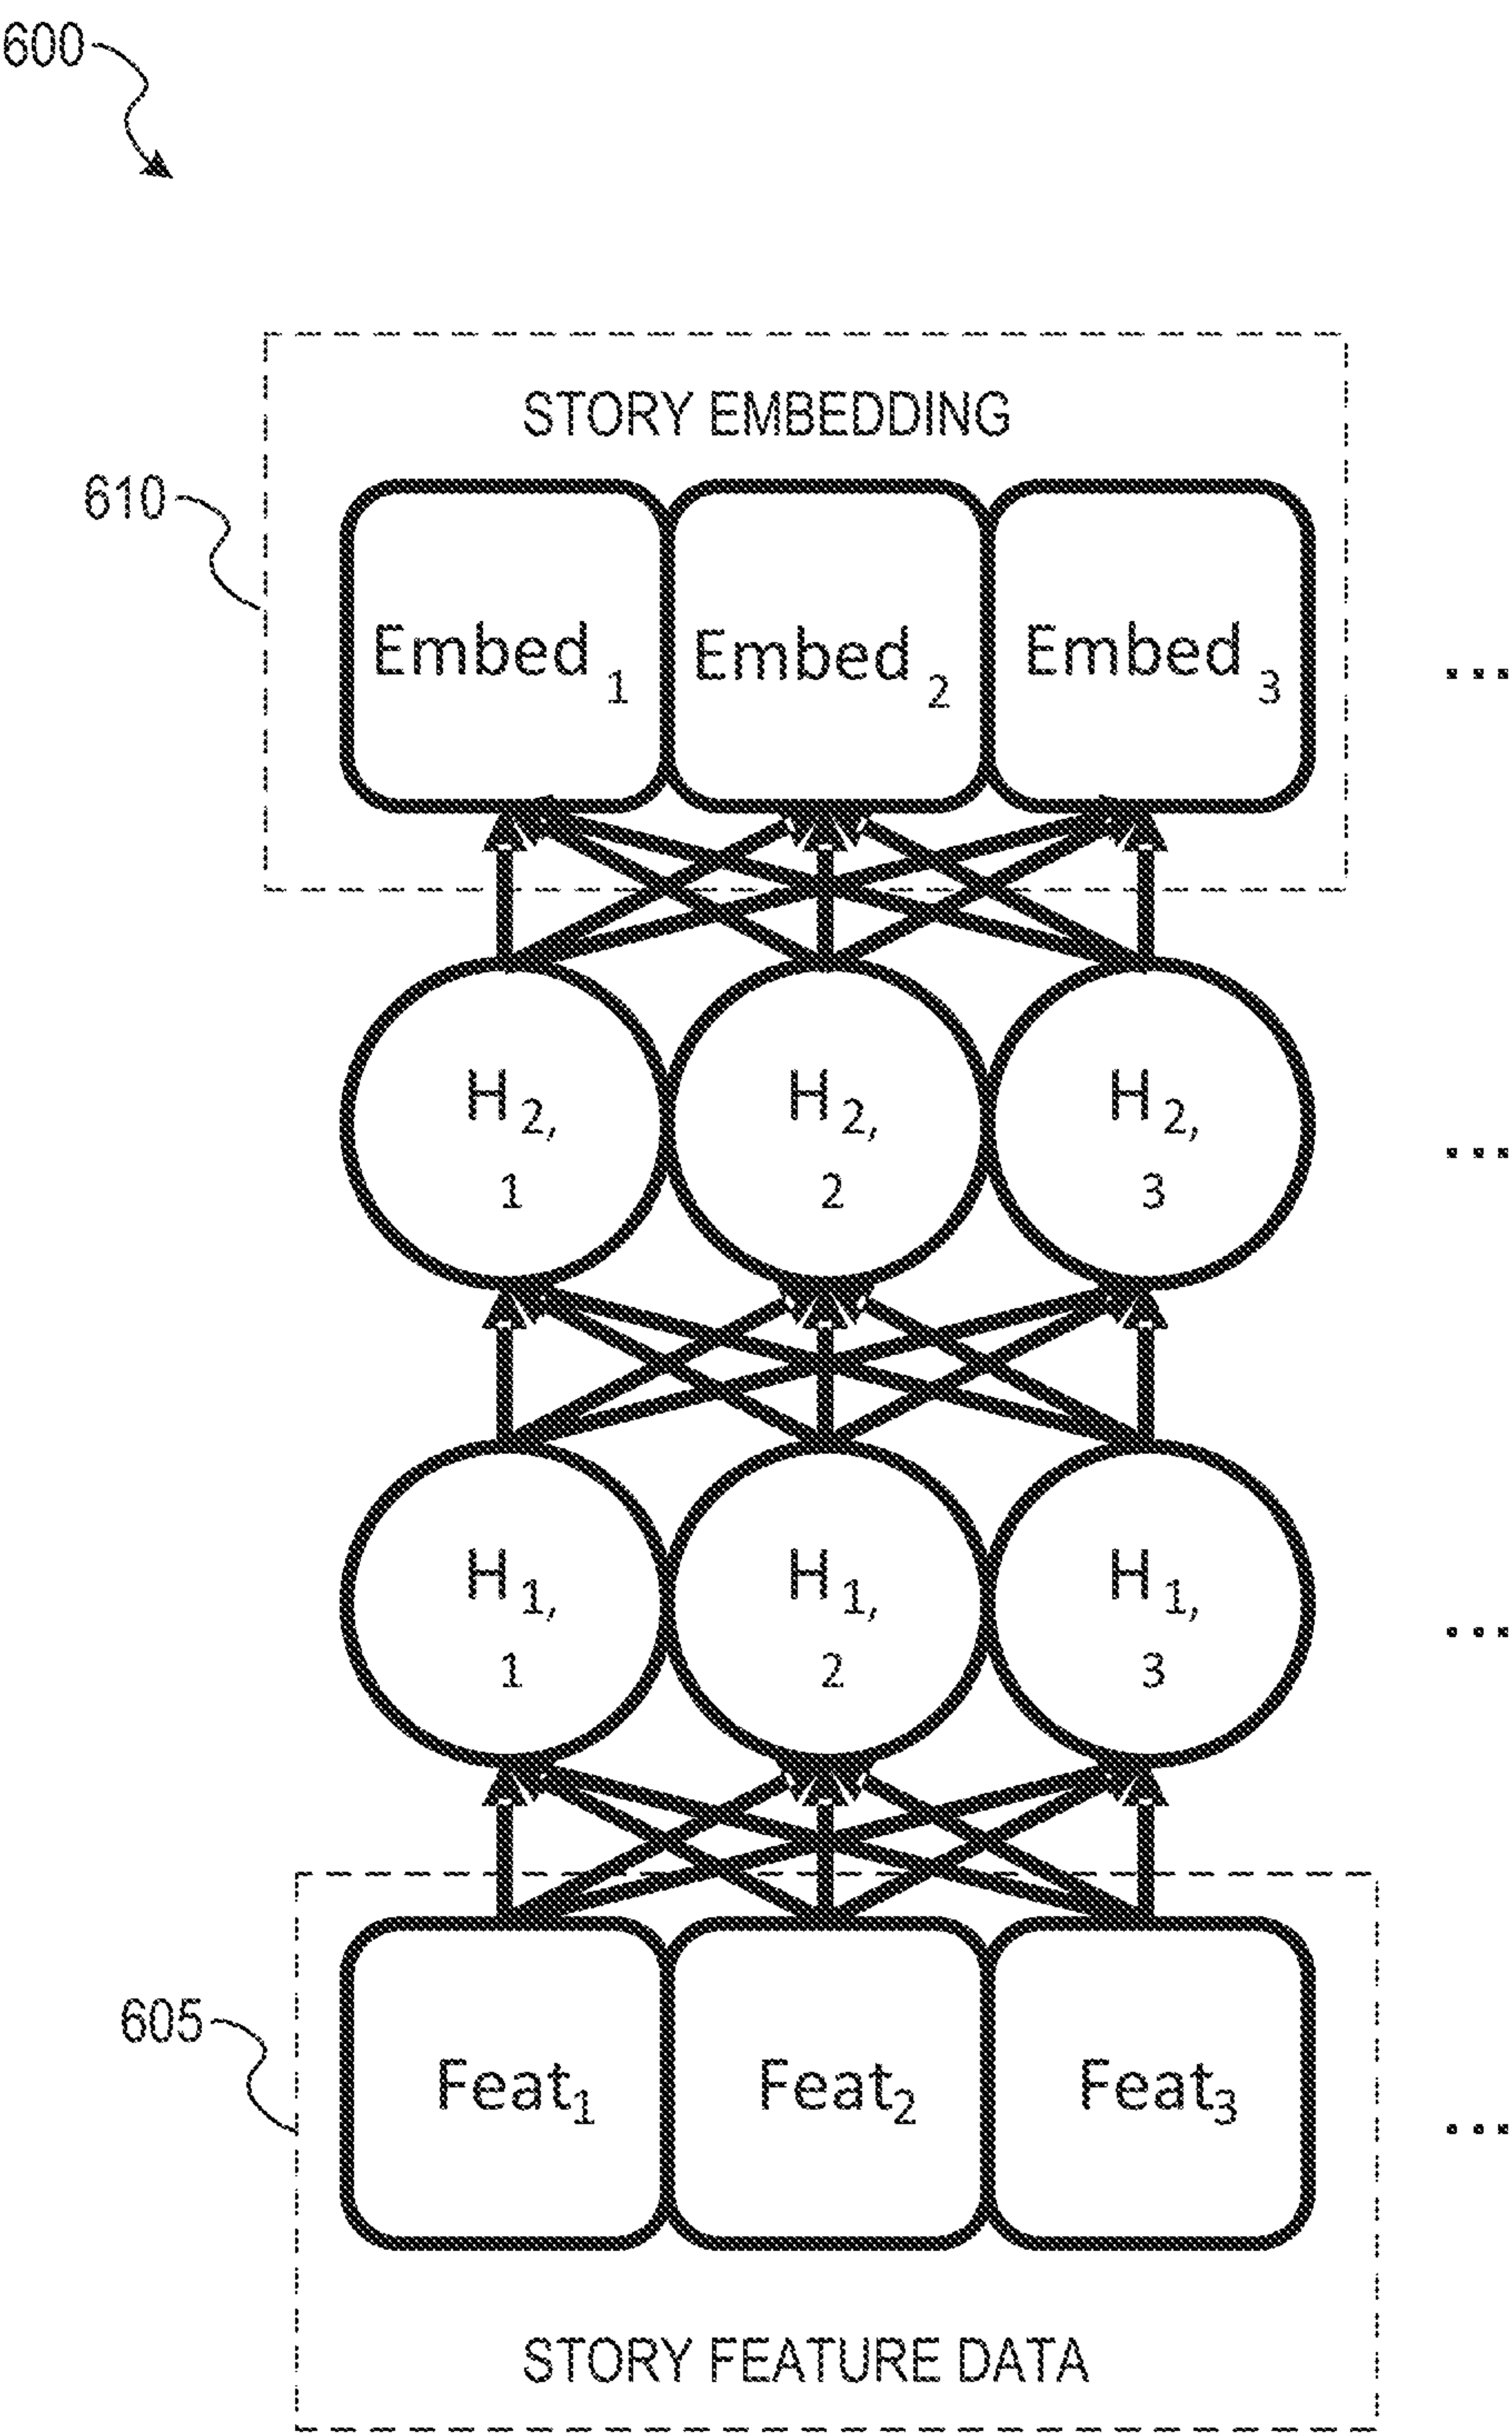 600
STORY EMBEDDING
610
Embed 1 Embed 2 Embed 3 ...
H 2, 1 H 2, 2 H 2, 3 ...
H 1, 1 H 1, 2 H 1, 3 ...
605
Feat1 Feat2 Feat3 ...
STORY FEATURE DATA